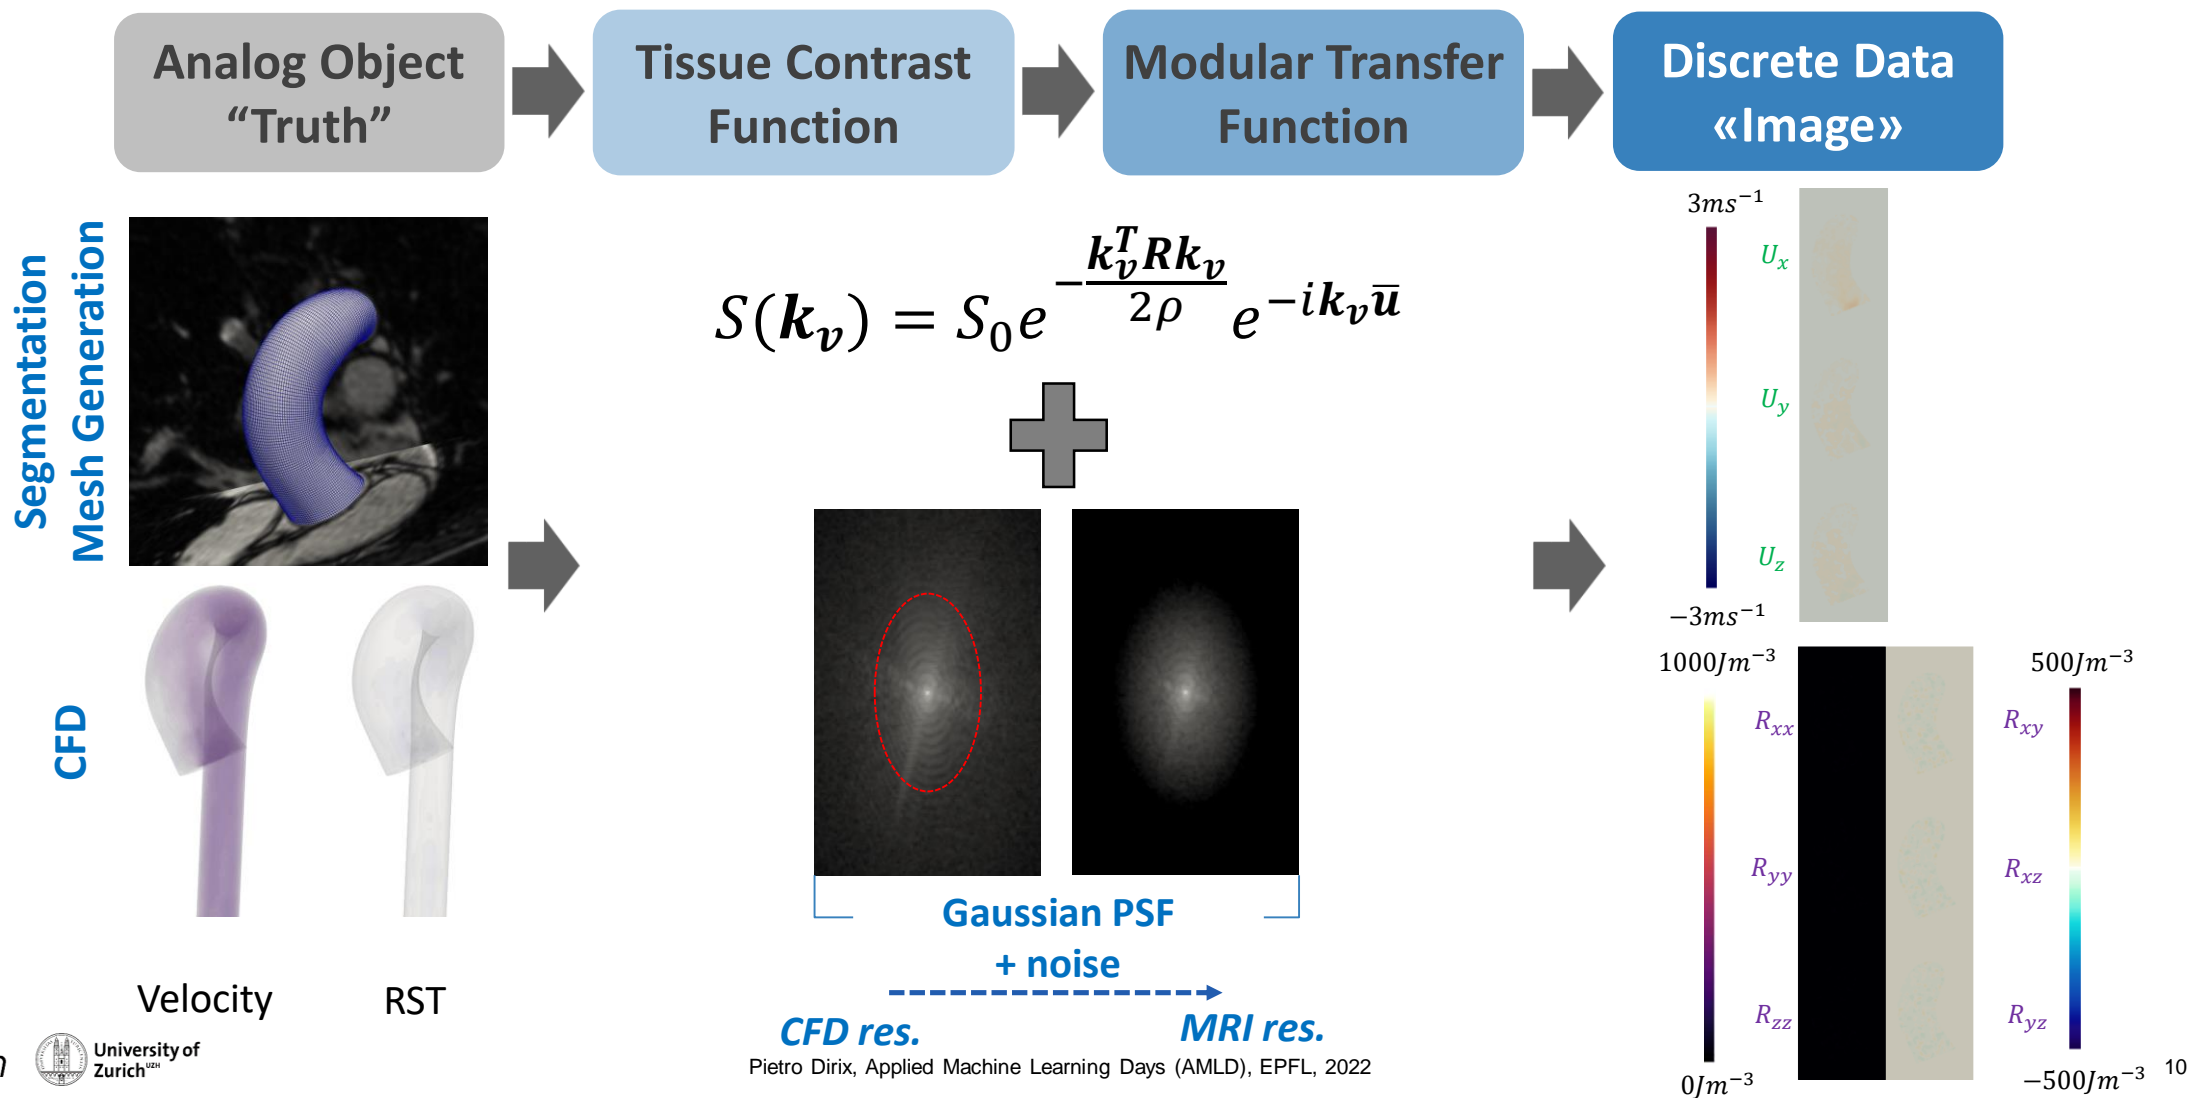 Analog Object
“Truth”
Tissue Contrast
Function
Modular Transfer
Function
Discrete Data
«Image»
Segmentation
Mesh Generation
CFD
Velocity
RST
S(k_v) = S_0 e^{-\frac{k_v^T R k_v}{2ρ}} e^{-i k_v \overline{u}}
Gaussian PSF
+ noise
CFD res.
MRI res.
3ms⁻¹
U_x
U_y
U_z
−3ms⁻¹
1000Jm⁻³
R_xx
R_yy
R_zz
0Jm⁻³
500Jm⁻³
R_xy
R_xz
R_yz
−500Jm⁻³
University of
Zurich UZH
Pietro Dirix, Applied Machine Learning Days (AMLD), EPFL, 2022
10